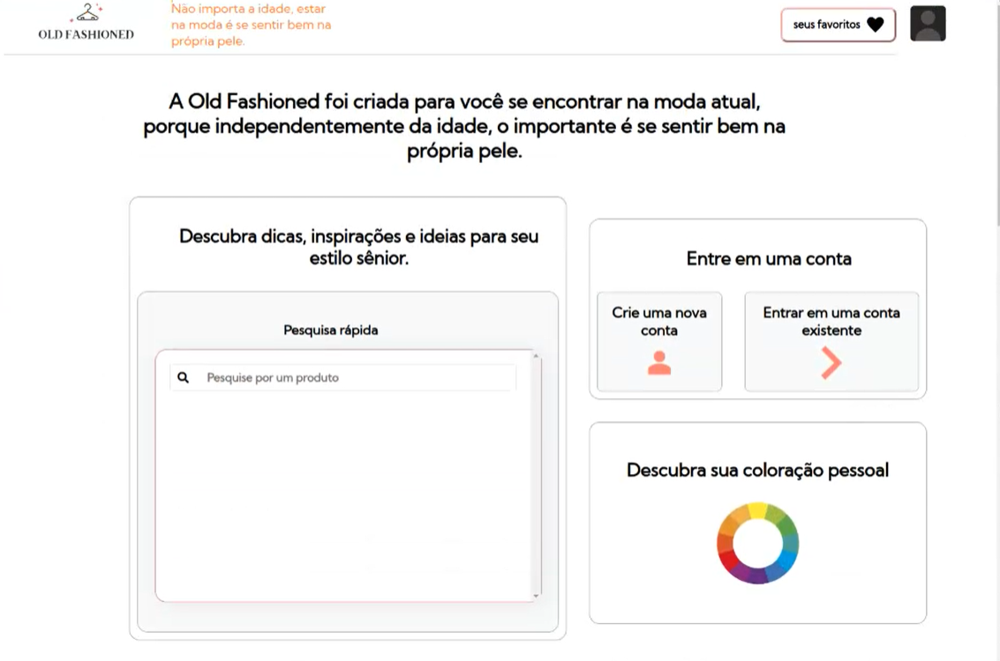 OLD FASHIONED
Não importa a idade, estar
na moda é se sentir bem na
própria pele.
seus favoritos
A Old Fashioned foi criada para você se encontrar na moda atual,
porque independentemente da idade, o importante é se sentir bem na
própria pele.
Descubra dicas, inspirações e ideias para seu
estilo sênior.
Pesquisa rápida
Pesquise por um produto
Entre em uma conta
Crie uma nova
conta
Entrar em uma conta
existente
Descubra sua coloração pessoal